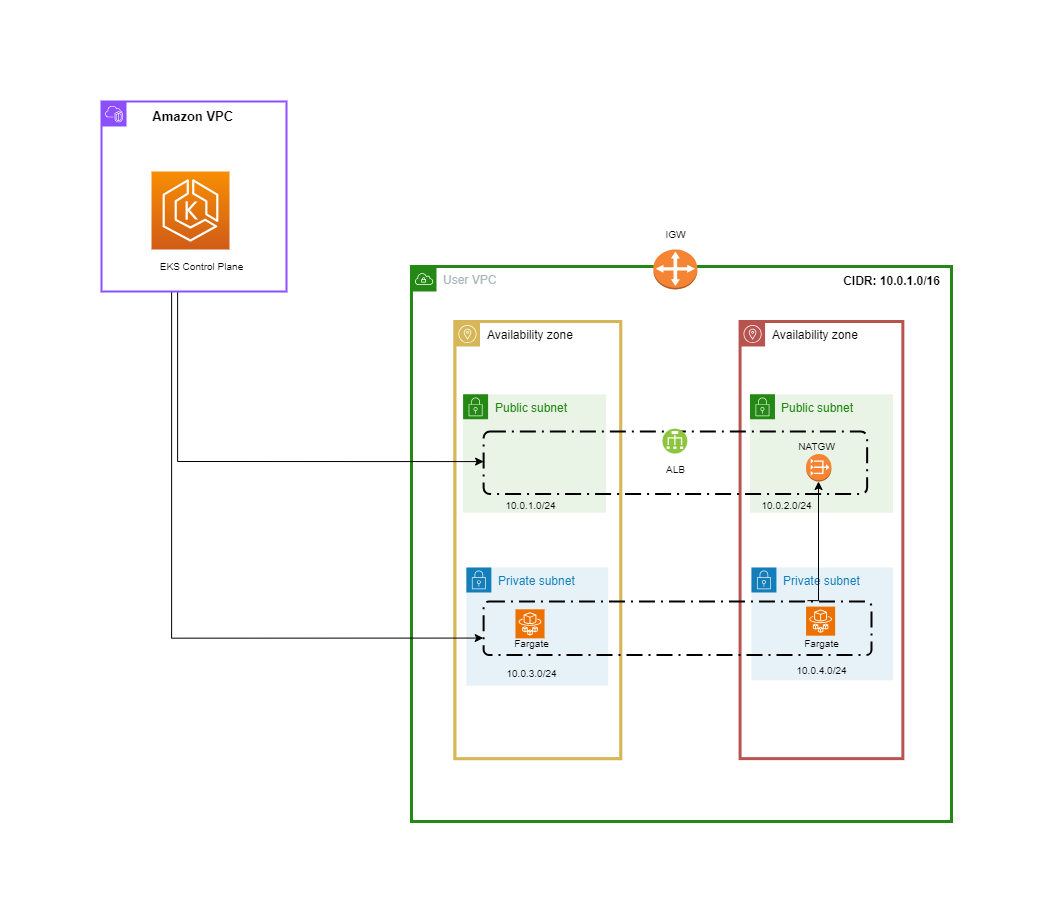 Amazon VPC
K
EKS Control Plane
IGW
User VPC
CIDR: 10.0.1.0/16
Availability zone
Availability zone
Public subnet
Public subnet
NATGW
ALB
10.0.1.0/24
10.0.2.0/24
Private subnet
Private subnet
Fargate
Fargate
10.0.3.0/24
10.0.4.0/24